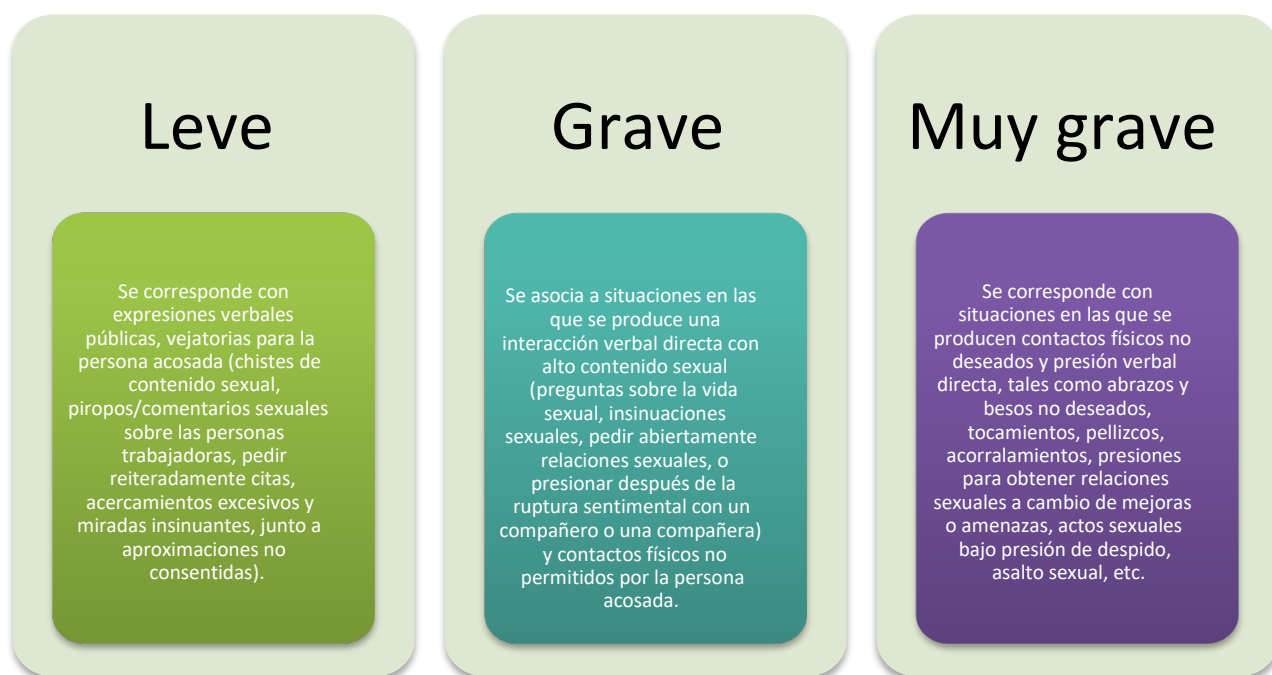 Leve
Se corresponde con
expresiones verbales
públicas, vejatorias para la
persona acosada (chistes de
contenido sexual,
piropos/comentarios sexuales
sobre las personas
trabajadoras, pedir
reiteradamente citas,
acercamientos excesivos y
miradas insinuantes, junto a
aproximaciones no
consentidas).
Grave
Se asocia a situaciones en las
que se produce una
interacción verbal directa con
alto contenido sexual
(preguntas sobre la vida
sexual, insinuaciones
sexuales, pedir abiertamente
relaciones sexuales, o
presionar después de la
ruptura sentimental con un
compañero o una compañera)
y contactos físicos no
permitidos por la persona
acosada.
Muy grave
Se corresponde con
situaciones en las que se
producen contactos físicos no
deseados y presión verbal
directa, tales como abrazos y
besos no deseados,
tocamientos, pellizcos,
acorralamientos, presiones
para obtener relaciones
sexuales a cambio de mejoras
o amenazas, actos sexuales
bajo presión de despido,
asalto sexual, etc.